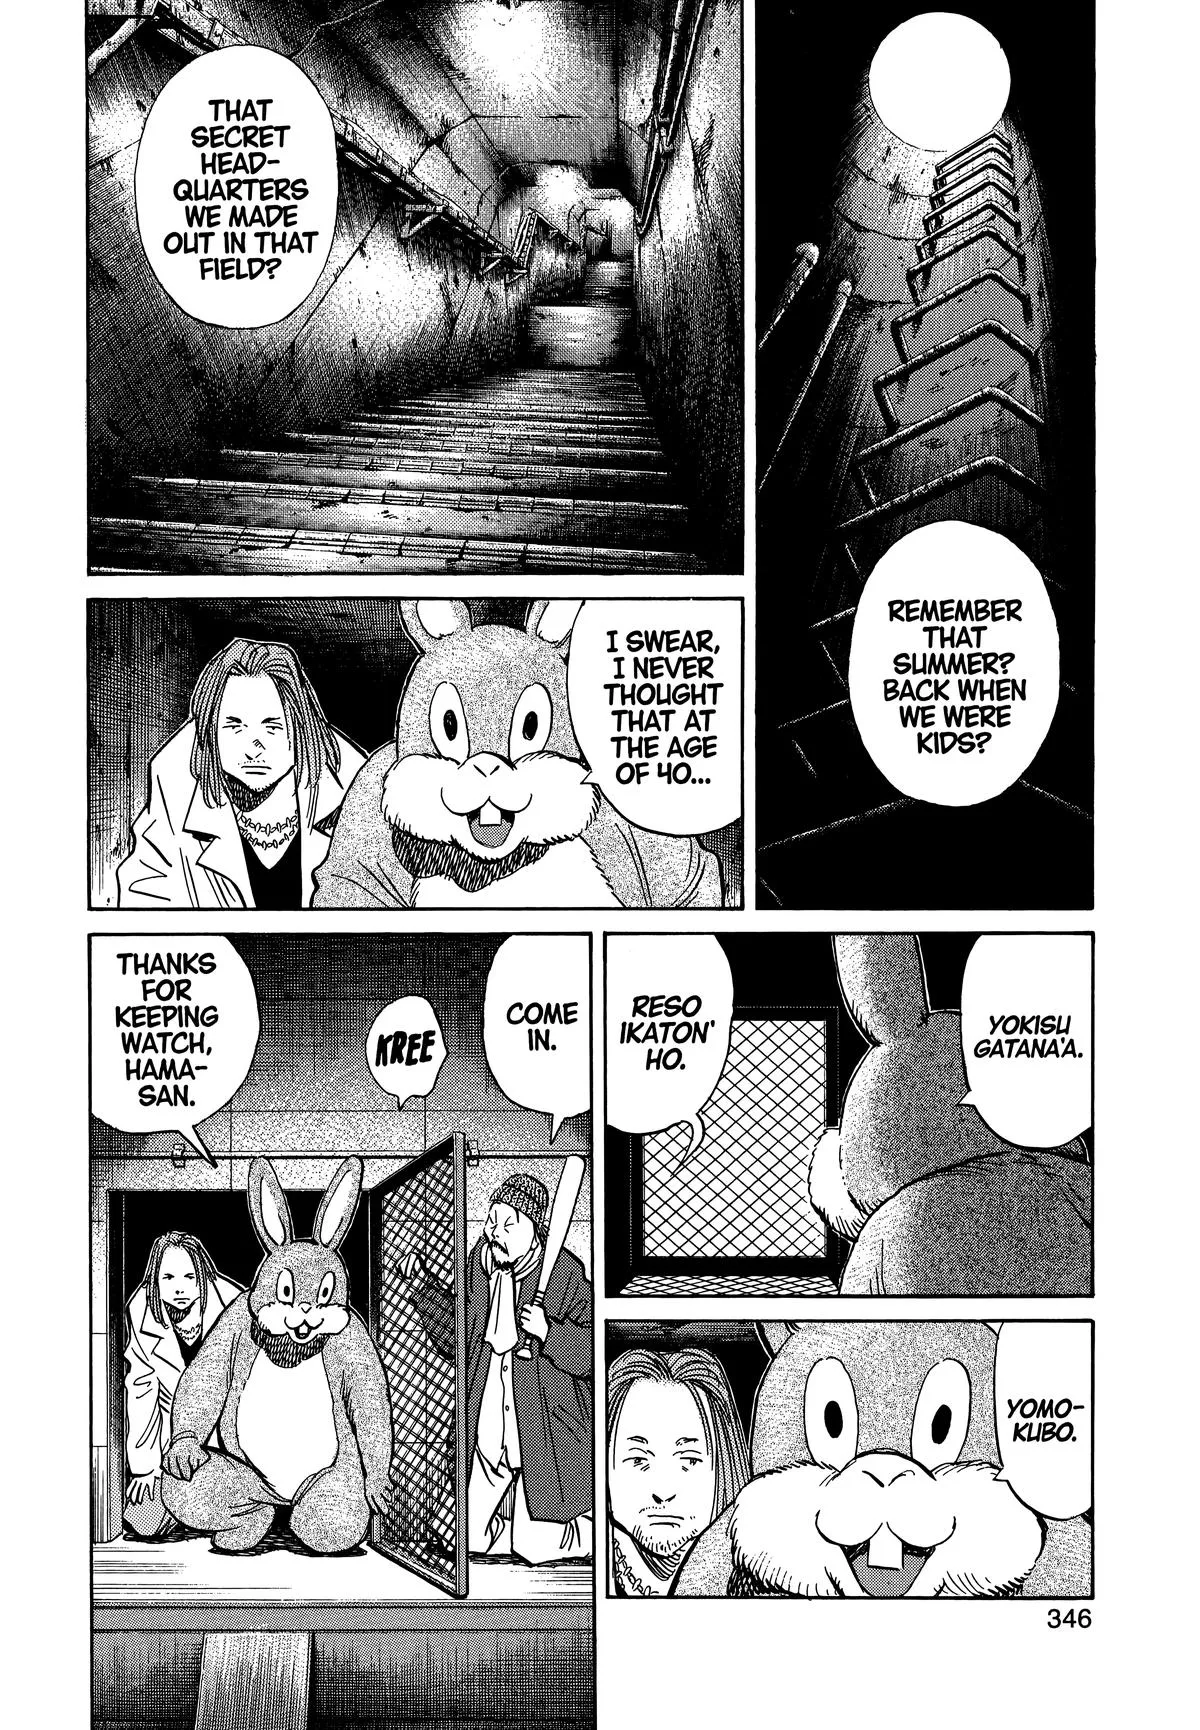 REMEMBER
THAT
SUMMER?
BACK WHEN
WE WERE
KIDS?
THAT
SECRET
HEAD-
QUARTERS
WE MADE
OUT IN THAT
FIELD?
I SWEAR,
I NEVER
THOUGHT
THAT AT
THE AGE
OF 40...
YOKISU
GATANA'A.
RESO
IKATON'
HO.
YOMO-
KUBO.
COME
IN.
KREE
THANKS
FOR
KEEPING
WATCH,
HAMA-
SAN.
346